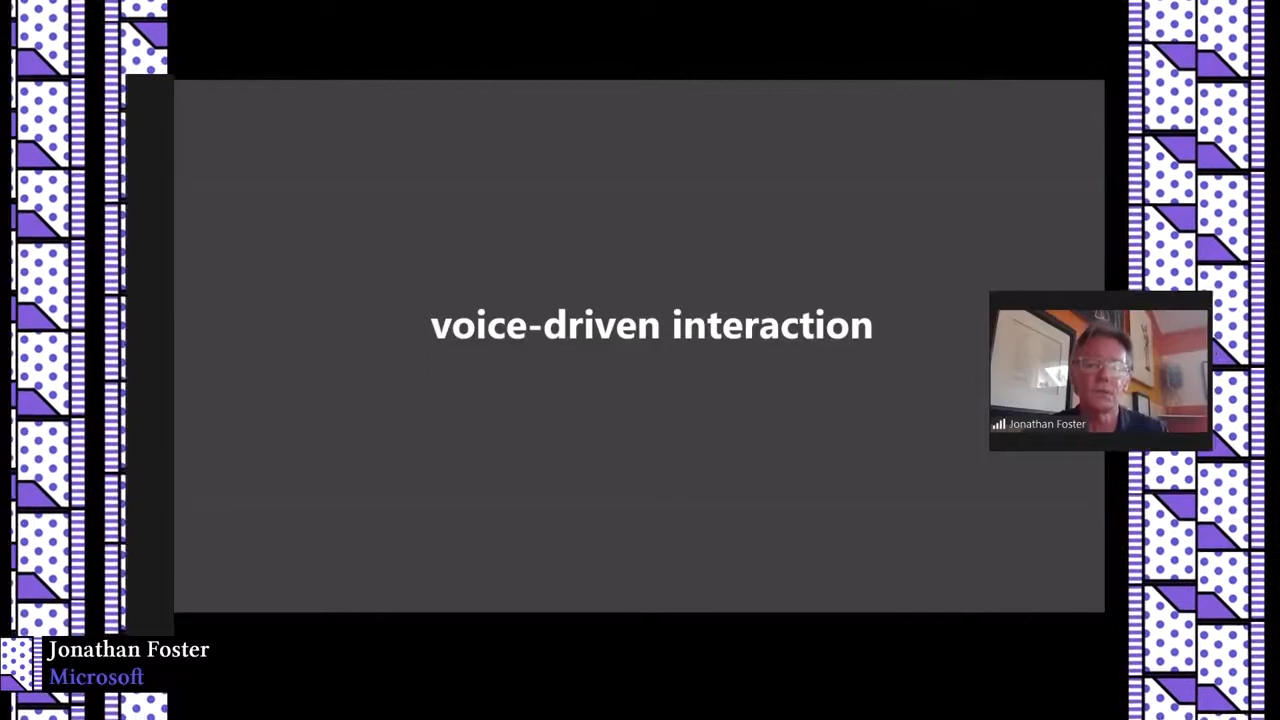 voice-driven interaction
Jonathan Foster
Jonathan Foster
Microsoft